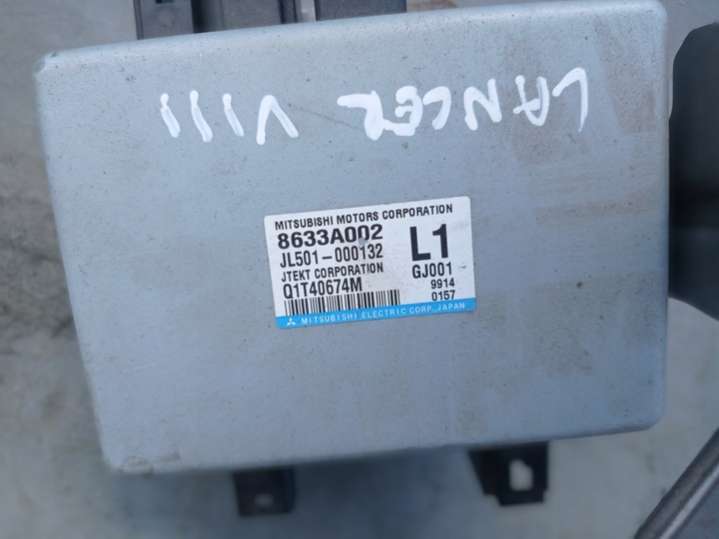 LANCER VIII
MITSUBISHI MOTORS CORPORATION
8633A002
L1
JL501-000132
GJ001
JTEKT CORPORATION
9914
Q1T40674M
0157
MITSUBISHI ELECTRIC CORP. JAPAN